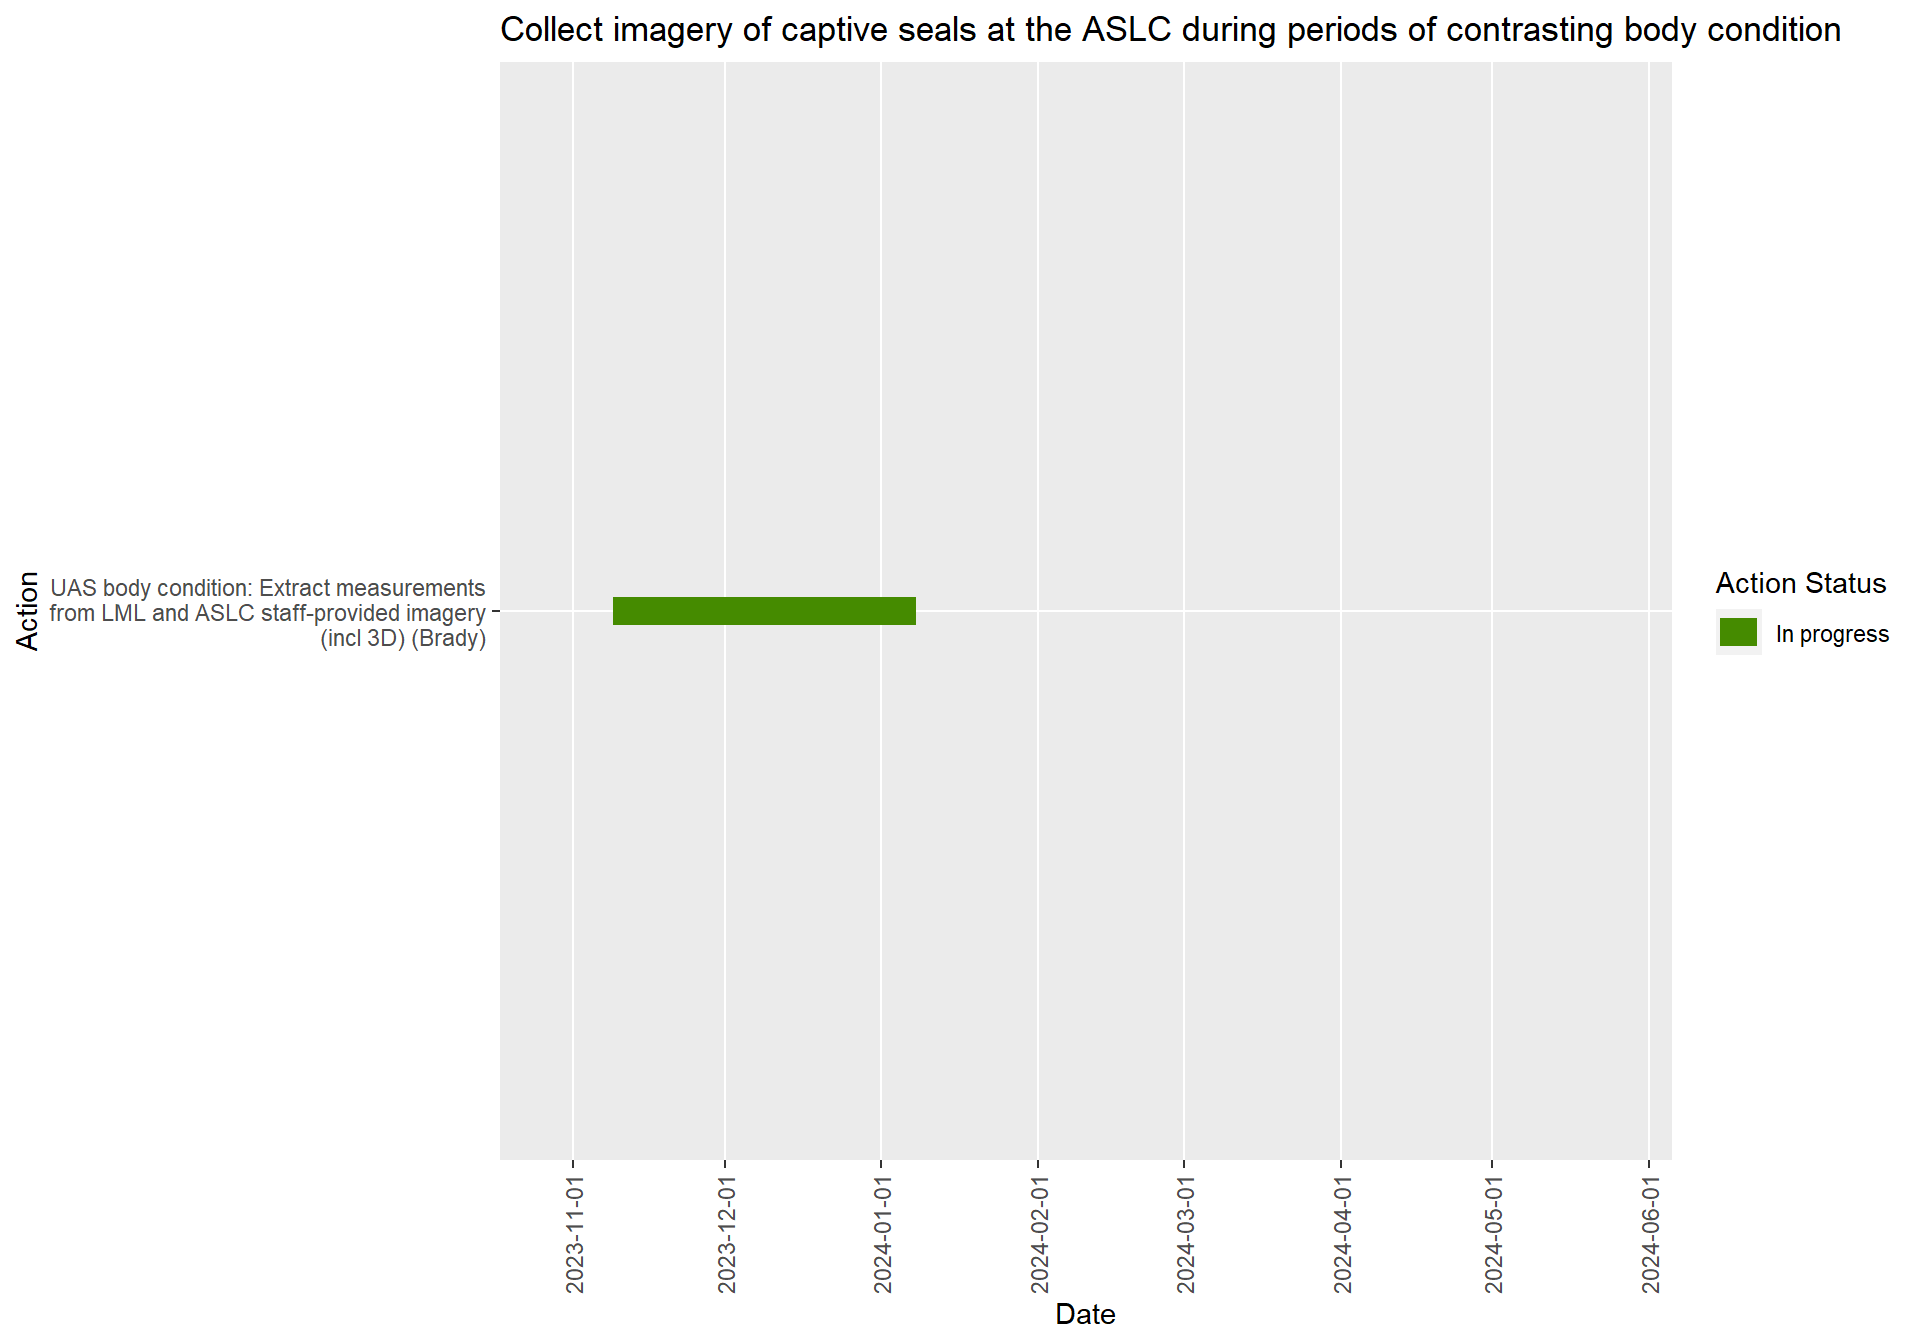 Collect imagery of captive seals at the ASLC during periods of contrasting body condition
Action
UAS body condition: Extract measurements
from LML and ASLC staff-provided imagery
(incl 3D) (Brady)
Action Status
In progress
2023-11-01
2023-12-01
2024-01-01
2024-02-01
2024-03-01
2024-04-01
2024-05-01
2024-06-01
Date